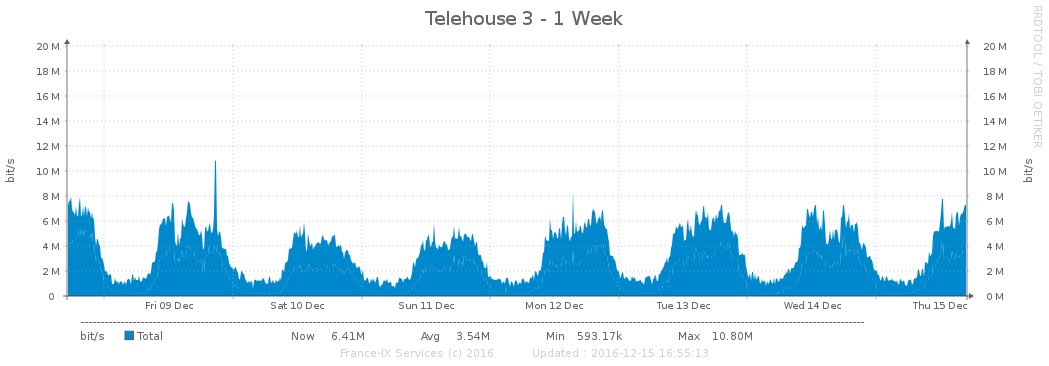 Telehouse 3 - 1 Week
RRDTOOL / TOBI OETIKER
20 M 20 M
18 M 18 M
16 M 16 M
14 M 14 M
12 M 12 M
10 M 10 M
8 M 8 M
6 M 6 M
4 M 4 M
2 M 2 M
0 0 M
bit/s
bit/s
Fri 09 Dec Sat 10 Dec Sun 11 Dec Mon 12 Dec Tue 13 Dec Wed 14 Dec Thu 15 Dec
bit/s Total Now 6.41M Avg 3.54M Min 593.17k Max 10.80M
France-IX Services (c) 2016 Updated : 2016-12-15 16:55:13